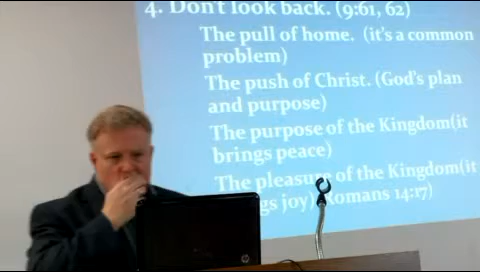 4. Don't look back. (9:61, 62)
The pull of home. (it's a common
problem)
The push of Christ. (God's plan
and purpose)
The purpose of the Kingdom(it
brings peace)
The pleasure of the Kingdom(it
gs joy)(Romans 14:17)
hp